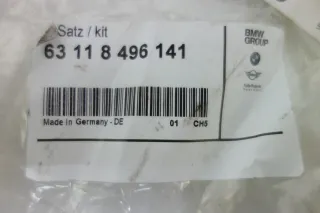 Satz / kit
63 11 8 496 141
BMW
GROUP
Made in Germany - DE 01 CH5